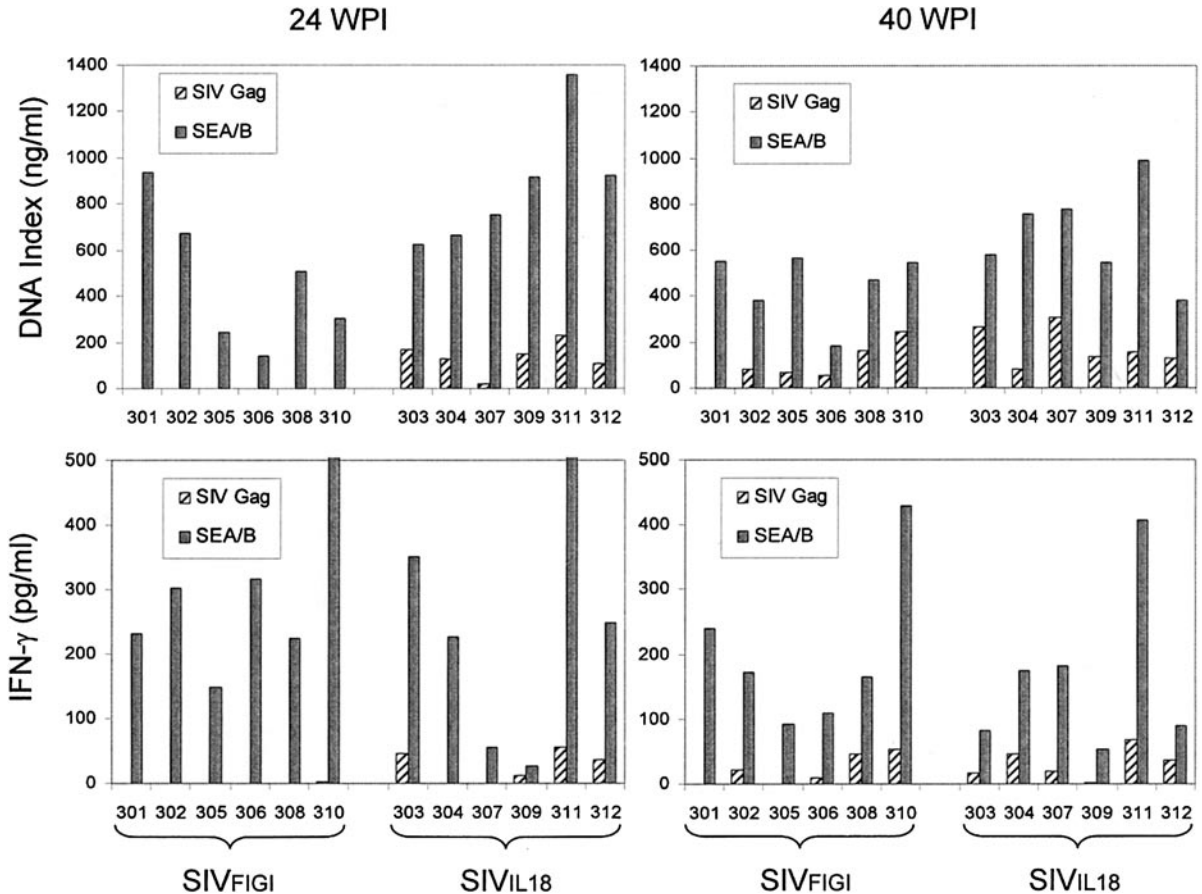 24 WPI
40 WPI
DNA Index (ng/ml)
1400
1200
1000
800
600
400
200
0
SIV Gag
SEA/B
301 302 305 306 308 310 303 304 307 309 311 312
1400
1200
1000
800
600
400
200
0
SIV Gag
SEA/B
301 302 305 306 308 310 303 304 307 309 311 312
IFN-γ (pg/ml)
500
400
300
200
100
0
SIV Gag
SEA/B
301 302 305 306 308 310 303 304 307 309 311 312
500
400
300
200
100
0
SIV Gag
SEA/B
301 302 305 306 308 310 303 304 307 309 311 312
SIVFIGI SIVIL18 SIVFIGI SIVIL18